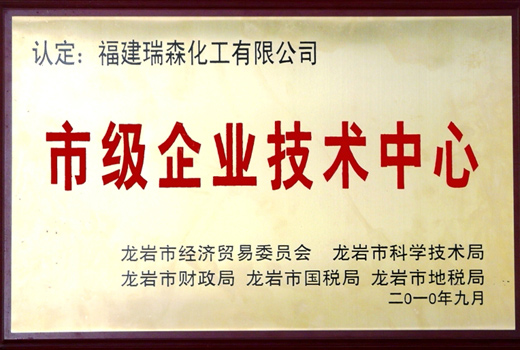 认定：福建瑞森化工有限公司
市级企业技术中心
龙岩市经济贸易委员会 龙岩市科学技术局
龙岩市财政局 龙岩市国税局 龙岩市地税局
二0一0年九月